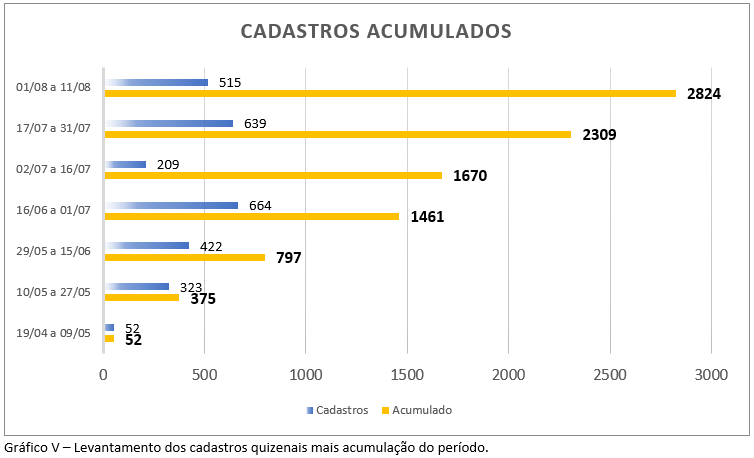 CADASTROS ACUMULADOS
01/08 a 11/08
515
2824
17/07 a 31/07
639
2309
02/07 a 16/07
209
1670
16/06 a 01/07
664
1461
29/05 a 15/06
422
797
10/05 a 27/05
323
375
19/04 a 09/05
52
52
0 500 1000 1500 2000 2500 3000
Cadastros Acumulado
Gráfico V – Levantamento dos cadastros quizenais mais acumulação do período.